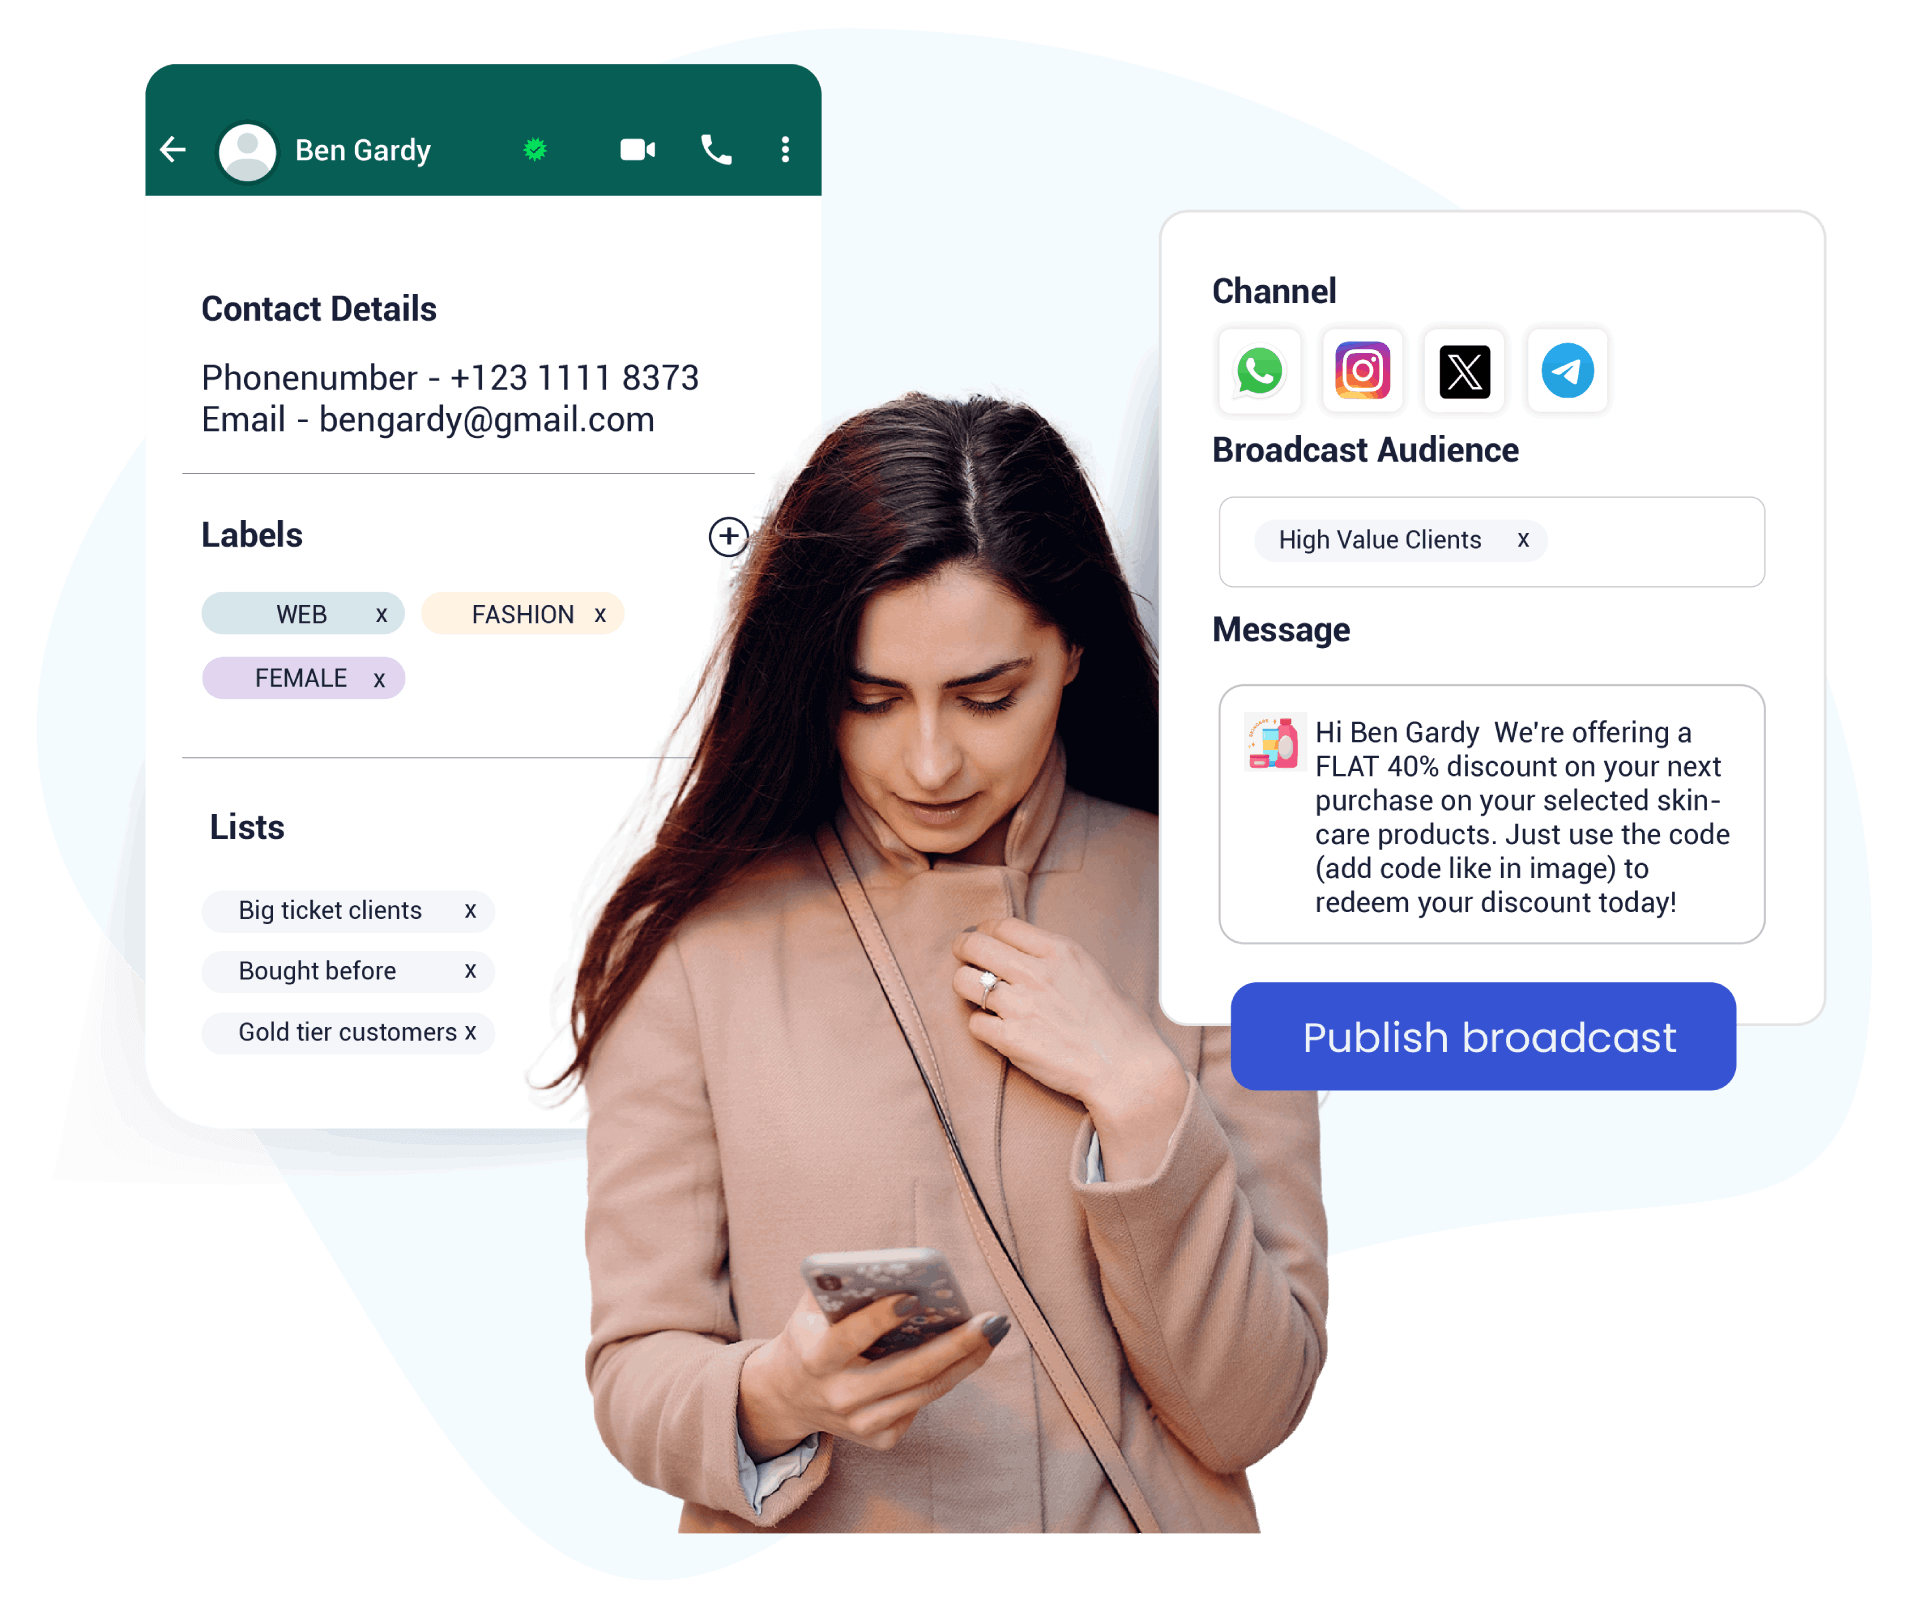 Ben Gardy
Contact Details
Phonenumber - +123 1111 8373
Email - bengardy@gmail.com
Labels
WEB x
FASHION x
FEMALE x
Lists
Big ticket clients x
Bought before x
Gold tier customers x
Channel
Broadcast Audience
High Value Clients x
Message
Hi Ben Gardy  We're offering a
FLAT 40% discount on your next
purchase on your selected skin-
care products. Just use the code
(add code like in image) to
redeem your discount today!
Publish broadcast